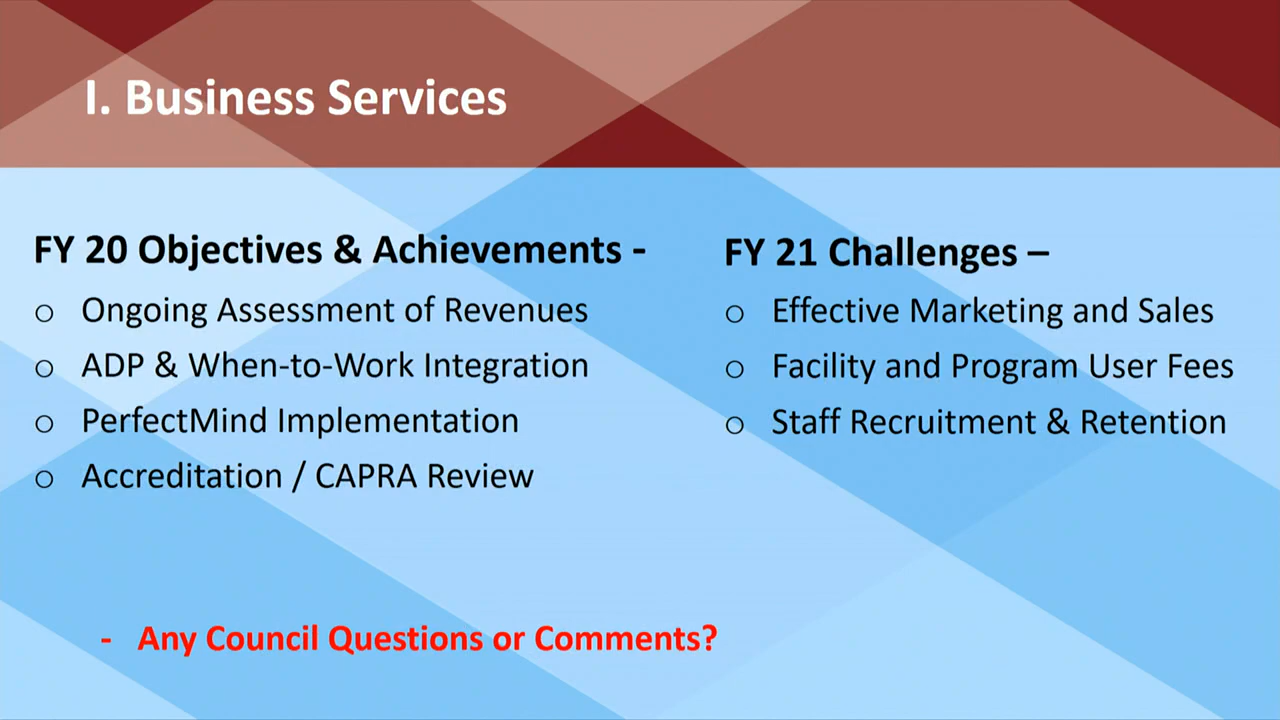 I. Business Services
FY 20 Objectives & Achievements -
o Ongoing Assessment of Revenues
o ADP & When-to-Work Integration
o PerfectMind Implementation
o Accreditation / CAPRA Review
FY 21 Challenges –
o Effective Marketing and Sales
o Facility and Program User Fees
o Staff Recruitment & Retention
- Any Council Questions or Comments?